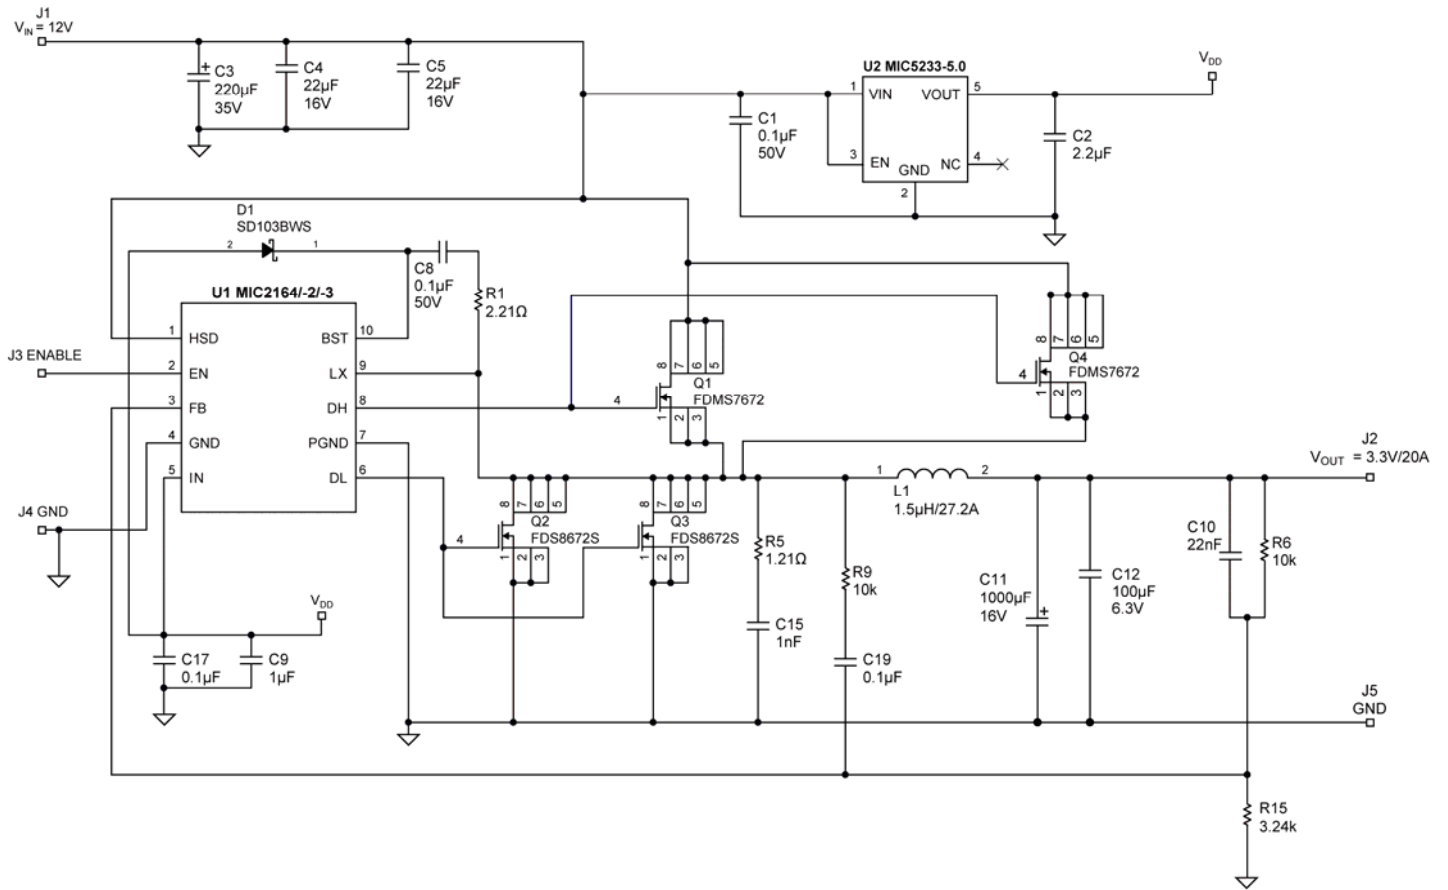 J1
VIN = 12V
C3
220µF
35V
+
C4
22µF
16V
C5
22µF
16V
U2 MIC5233-5.0
1
VIN
VOUT
5
3
EN
NC
4
GND
2
C1
0.1µF
50V
VDD
C2
2.2µF
D1
SD103BWS
2
1
C8
0.1µF
50V
R1
2.21Ω
U1 MIC2164/-2/-3
1
HSD
BST
10
J3 ENABLE
2
EN
LX
9
3
FB
DH
8
4
GND
PGND
7
5
IN
DL
6
J4 GND
8
7
6
5
Q1
FDMS7672
4
1
2
3
8
7
6
5
Q4
FDMS7672
4
1
2
3
8
7
6
5
Q2
FDS8672S
4
1
2
3
8
7
6
5
Q3
FDS8672S
1
2
3
R5
1.21Ω
C15
1nF
R9
10k
C19
0.1µF
1
2
L1
1.5µH/27.2A
J2
VOUT = 3.3V/20A
C10
22nF
R6
10k
C11
1000µF
16V
+
C12
100µF
6.3V
VDD
C17
0.1µF
C9
1µF
J5
GND
R15
3.24k